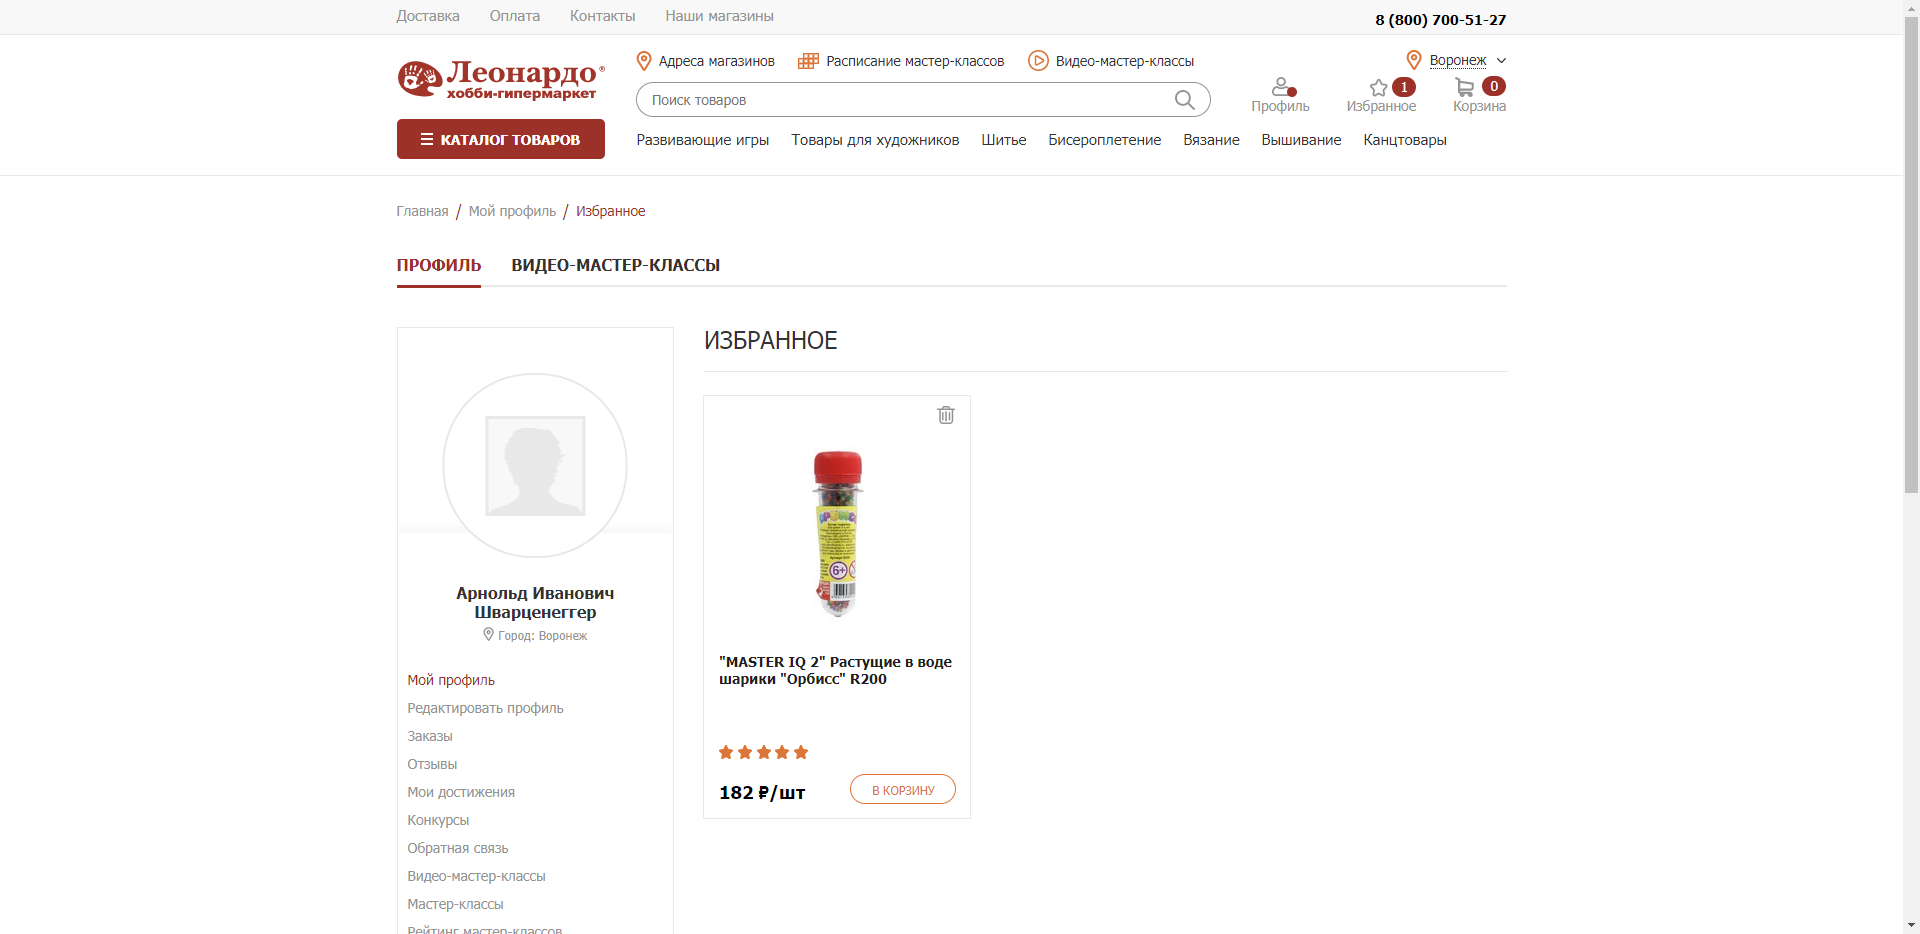 Доставка Оплата Контакты Наши магазины
8 (800) 700-51-27
Леонардо®
хобби-гипермаркет
Адреса магазинов Расписание мастер-классов Видео-мастер-классы
Воронеж
Поиск товаров
Профиль
1
Избранное
0
Корзина
КАТАЛОГ ТОВАРОВ
Развивающие игры Товары для художников Шитье Бисероплетение Вязание Вышивание Канцтовары
Главная / Мой профиль / Избранное
ПРОФИЛЬ ВИДЕО-МАСТЕР-КЛАССЫ
Арнольд Иванович
Шварценеггер
Город: Воронеж
Мой профиль
Редактировать профиль
Заказы
Отзывы
Мои достижения
Конкурсы
Обратная связь
Видео-мастер-классы
Мастер-классы
Рейтинг мастер-классов
ИЗБРАННОЕ
6+
"MASTER IQ 2" Растущие в воде
шарики "Орбисс" R200
182 ₽/шт
В КОРЗИНУ